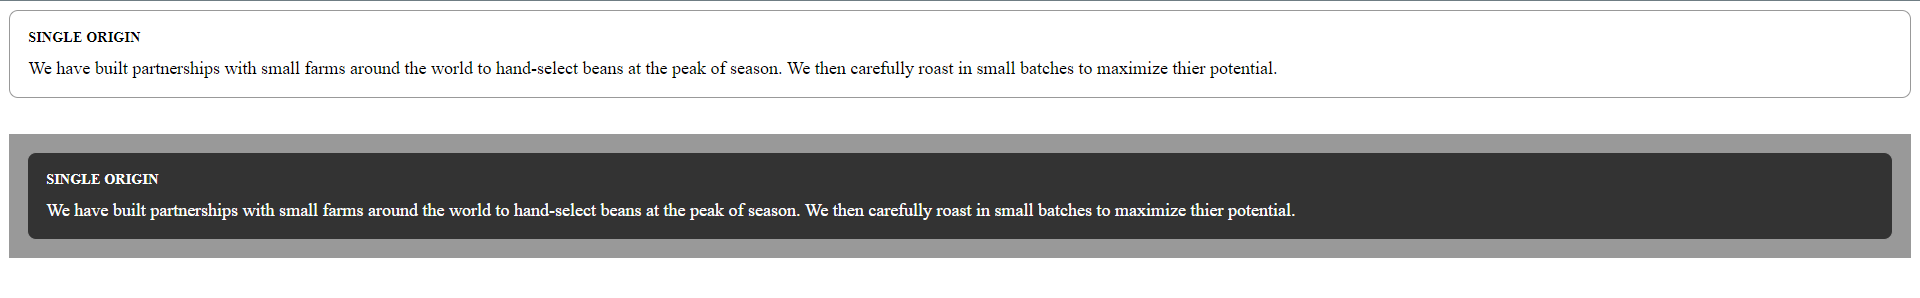 SINGLE ORIGIN
We have built partnerships with small farms around the world to hand-select beans at the peak of season. We then carefully roast in small batches to maximize thier potential.
SINGLE ORIGIN
We have built partnerships with small farms around the world to hand-select beans at the peak of season. We then carefully roast in small batches to maximize thier potential.